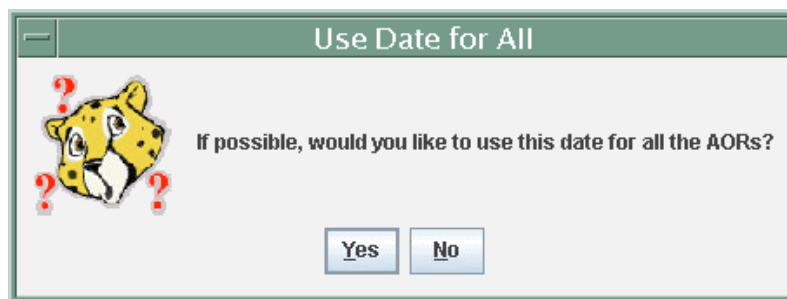 Use Date for All
?
If possible, would you like to use this date for all the AORs?
? ?
Yes No